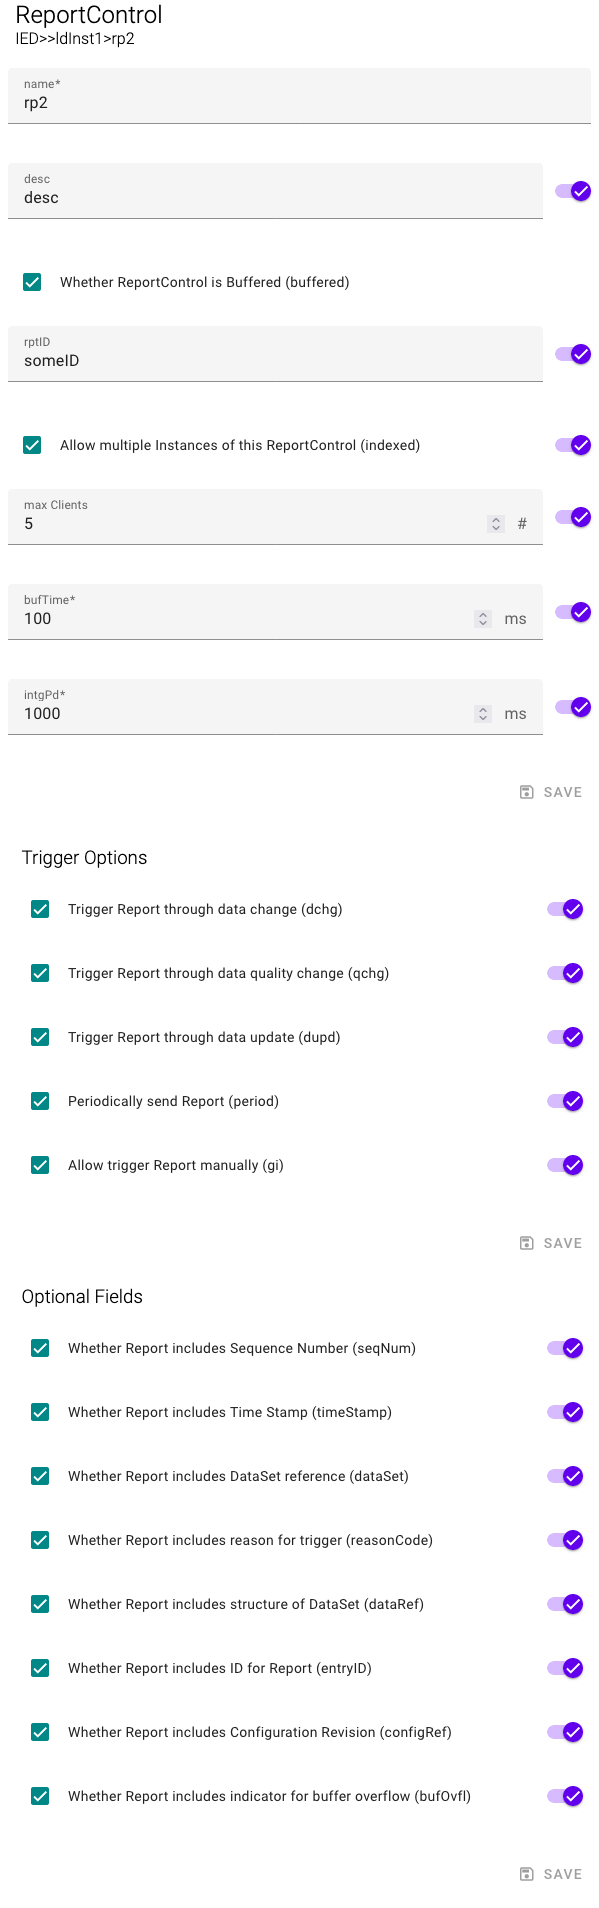 ReportControl
IED>>ldInst1>rp2
name*
rp2
desc
desc
Whether ReportControl is Buffered (buffered)
rptID
someID
Allow multiple Instances of this ReportControl (indexed)
max Clients
5 #
bufTime*
100 ms
intgPd*
1000 ms
SAVE
Trigger Options
Trigger Report through data change (dchg)
Trigger Report through data quality change (qchg)
Trigger Report through data update (dupd)
Periodically send Report (period)
Allow trigger Report manually (gi)
SAVE
Optional Fields
Whether Report includes Sequence Number (seqNum)
Whether Report includes Time Stamp (timeStamp)
Whether Report includes DataSet reference (dataSet)
Whether Report includes reason for trigger (reasonCode)
Whether Report includes structure of DataSet (dataRef)
Whether Report includes ID for Report (entryID)
Whether Report includes Configuration Revision (configRef)
Whether Report includes indicator for buffer overflow (bufOvfl)
SAVE